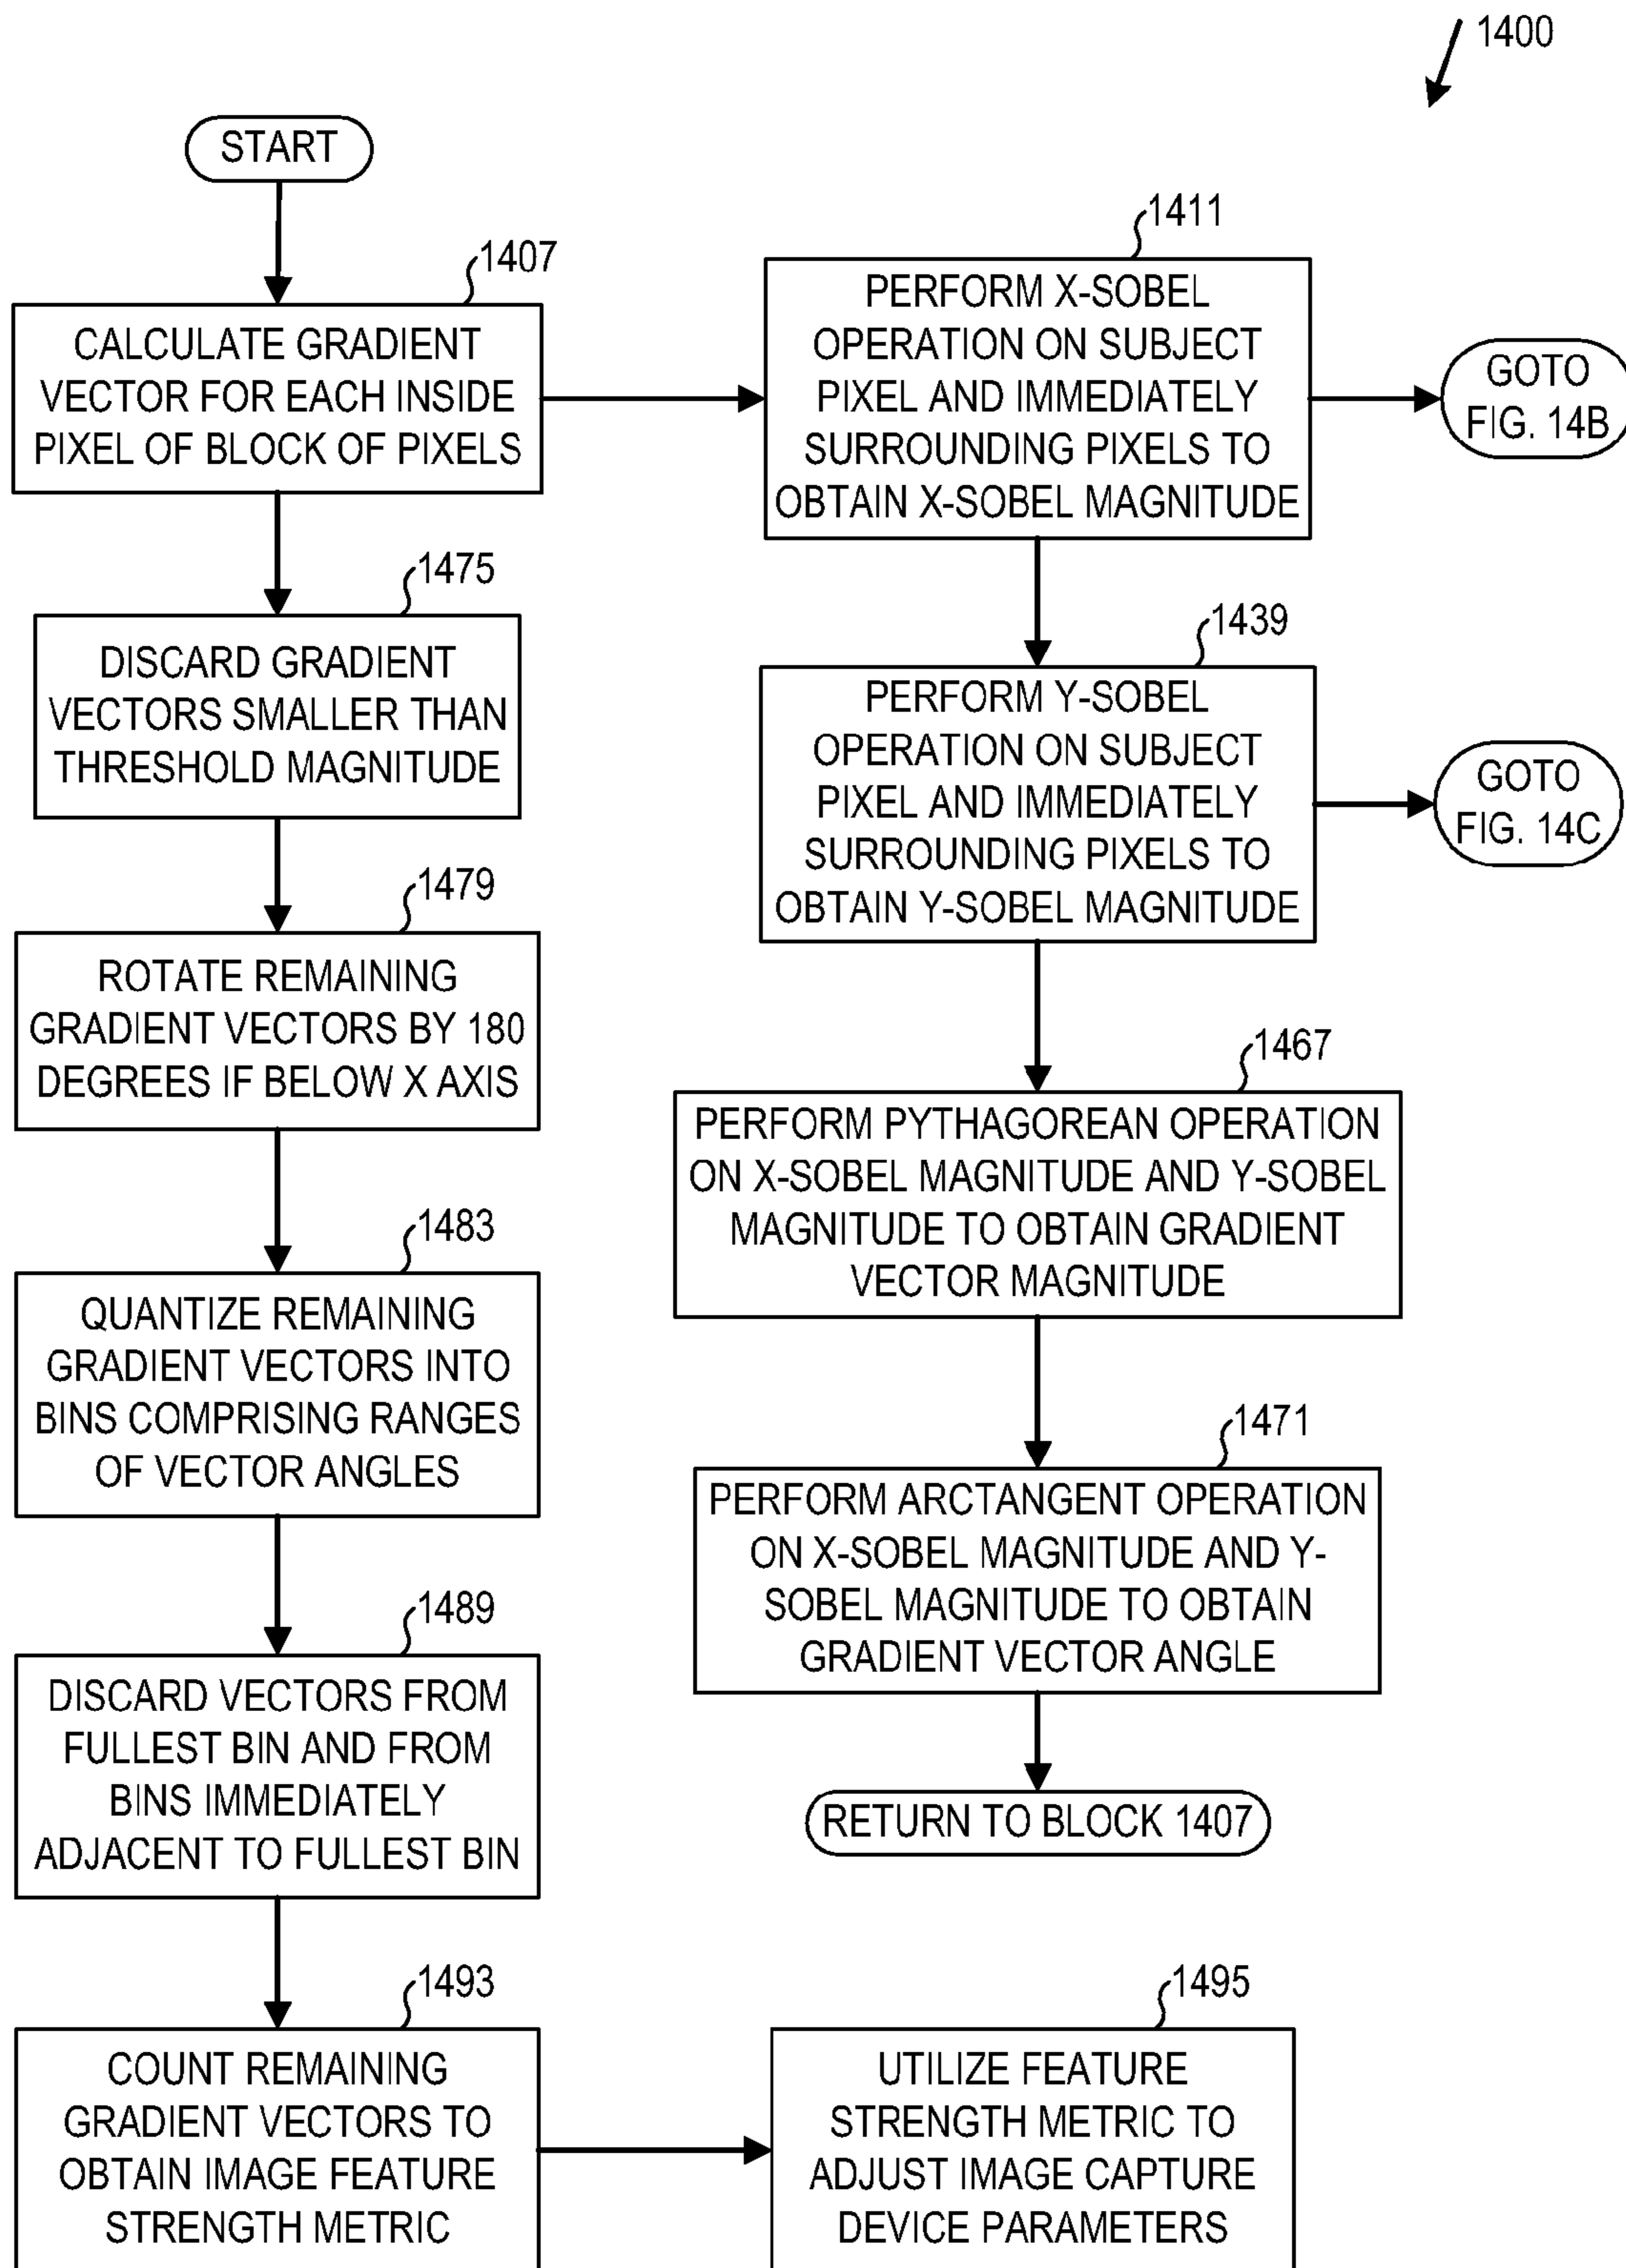 1400
START
1407
CALCULATE GRADIENT
VECTOR FOR EACH INSIDE
PIXEL OF BLOCK OF PIXELS
1411
PERFORM X-SOBEL
OPERATION ON SUBJECT
PIXEL AND IMMEDIATELY
SURROUNDING PIXELS TO
OBTAIN X-SOBEL MAGNITUDE
GOTO
FIG. 14B
1475
DISCARD GRADIENT
VECTORS SMALLER THAN
THRESHOLD MAGNITUDE
1439
PERFORM Y-SOBEL
OPERATION ON SUBJECT
PIXEL AND IMMEDIATELY
SURROUNDING PIXELS TO
OBTAIN Y-SOBEL MAGNITUDE
GOTO
FIG. 14C
1479
ROTATE REMAINING
GRADIENT VECTORS BY 180
DEGREES IF BELOW X AXIS
1467
PERFORM PYTHAGOREAN OPERATION
ON X-SOBEL MAGNITUDE AND Y-SOBEL
MAGNITUDE TO OBTAIN GRADIENT
VECTOR MAGNITUDE
1483
QUANTIZE REMAINING
GRADIENT VECTORS INTO
BINS COMPRISING RANGES
OF VECTOR ANGLES
1471
PERFORM ARCTANGENT OPERATION
ON X-SOBEL MAGNITUDE AND Y-
SOBEL MAGNITUDE TO OBTAIN
GRADIENT VECTOR ANGLE
1489
DISCARD VECTORS FROM
FULLEST BIN AND FROM
BINS IMMEDIATELY
ADJACENT TO FULLEST BIN
RETURN TO BLOCK 1407
1493
COUNT REMAINING
GRADIENT VECTORS TO
OBTAIN IMAGE FEATURE
STRENGTH METRIC
1495
UTILIZE FEATURE
STRENGTH METRIC TO
ADJUST IMAGE CAPTURE
DEVICE PARAMETERS